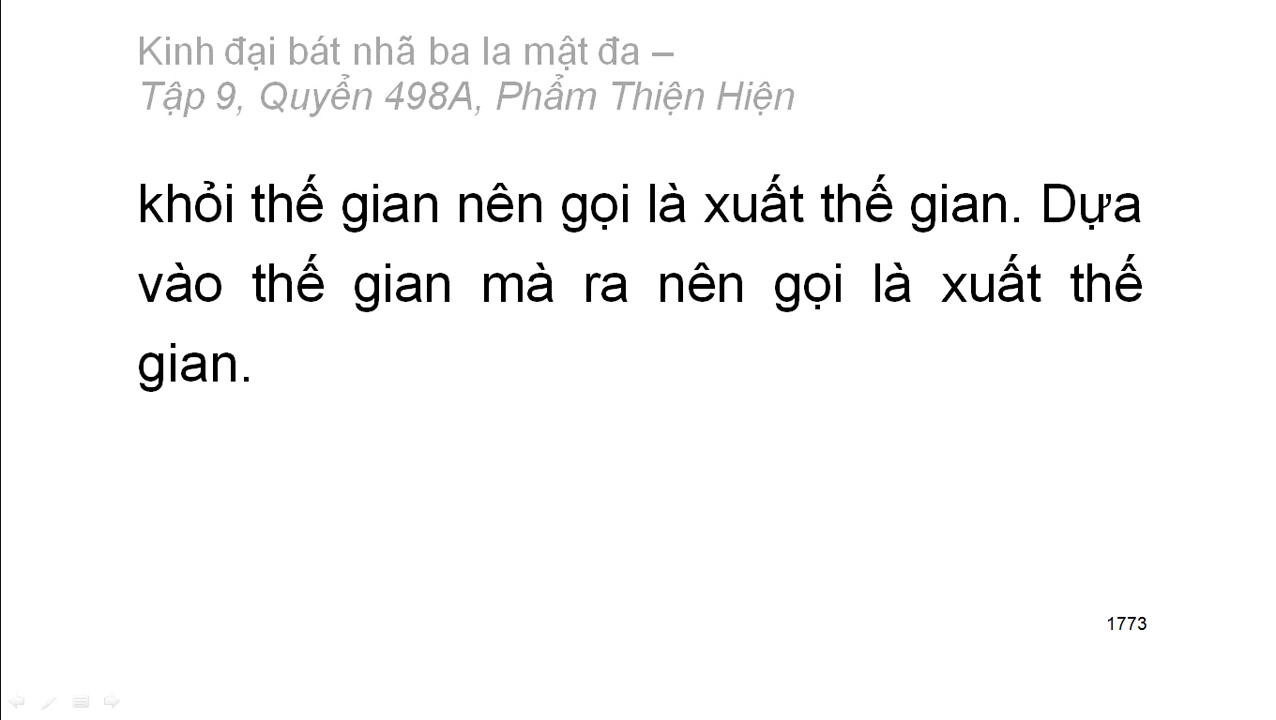 Kinh đại bát nhã ba la mật đa –
Tập 9, Quyển 498A, Phẩm Thiện Hiện
khỏi thế gian nên gọi là xuất thế gian. Dựa
vào thế gian mà ra nên gọi là xuất thế
gian.
1773